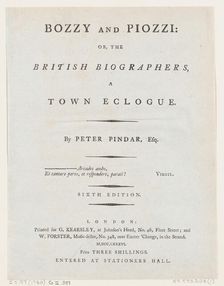 BOZZY AND PIOZZI:
OR, THE
BRITISH BIOGRAPHERS,
A
TOWN ECLOGUE.
By PETER PINDAR, Esq.
Arcades ambo,
Et cantare pares, et respondere, parati! VIRGIL.
SIXTH EDITION.
LONDON:
Printed for G. KEARSLEY, at Johnson's Head, No. 46, Fleet Street; and
W. FORSTER, Music-Seller, No. 348, near Exeter 'Change, in the Strand.
M.DCC.LXXXVI.
Price THREE SHILLINGS.
ENTERED AT STATIONERS HALL.